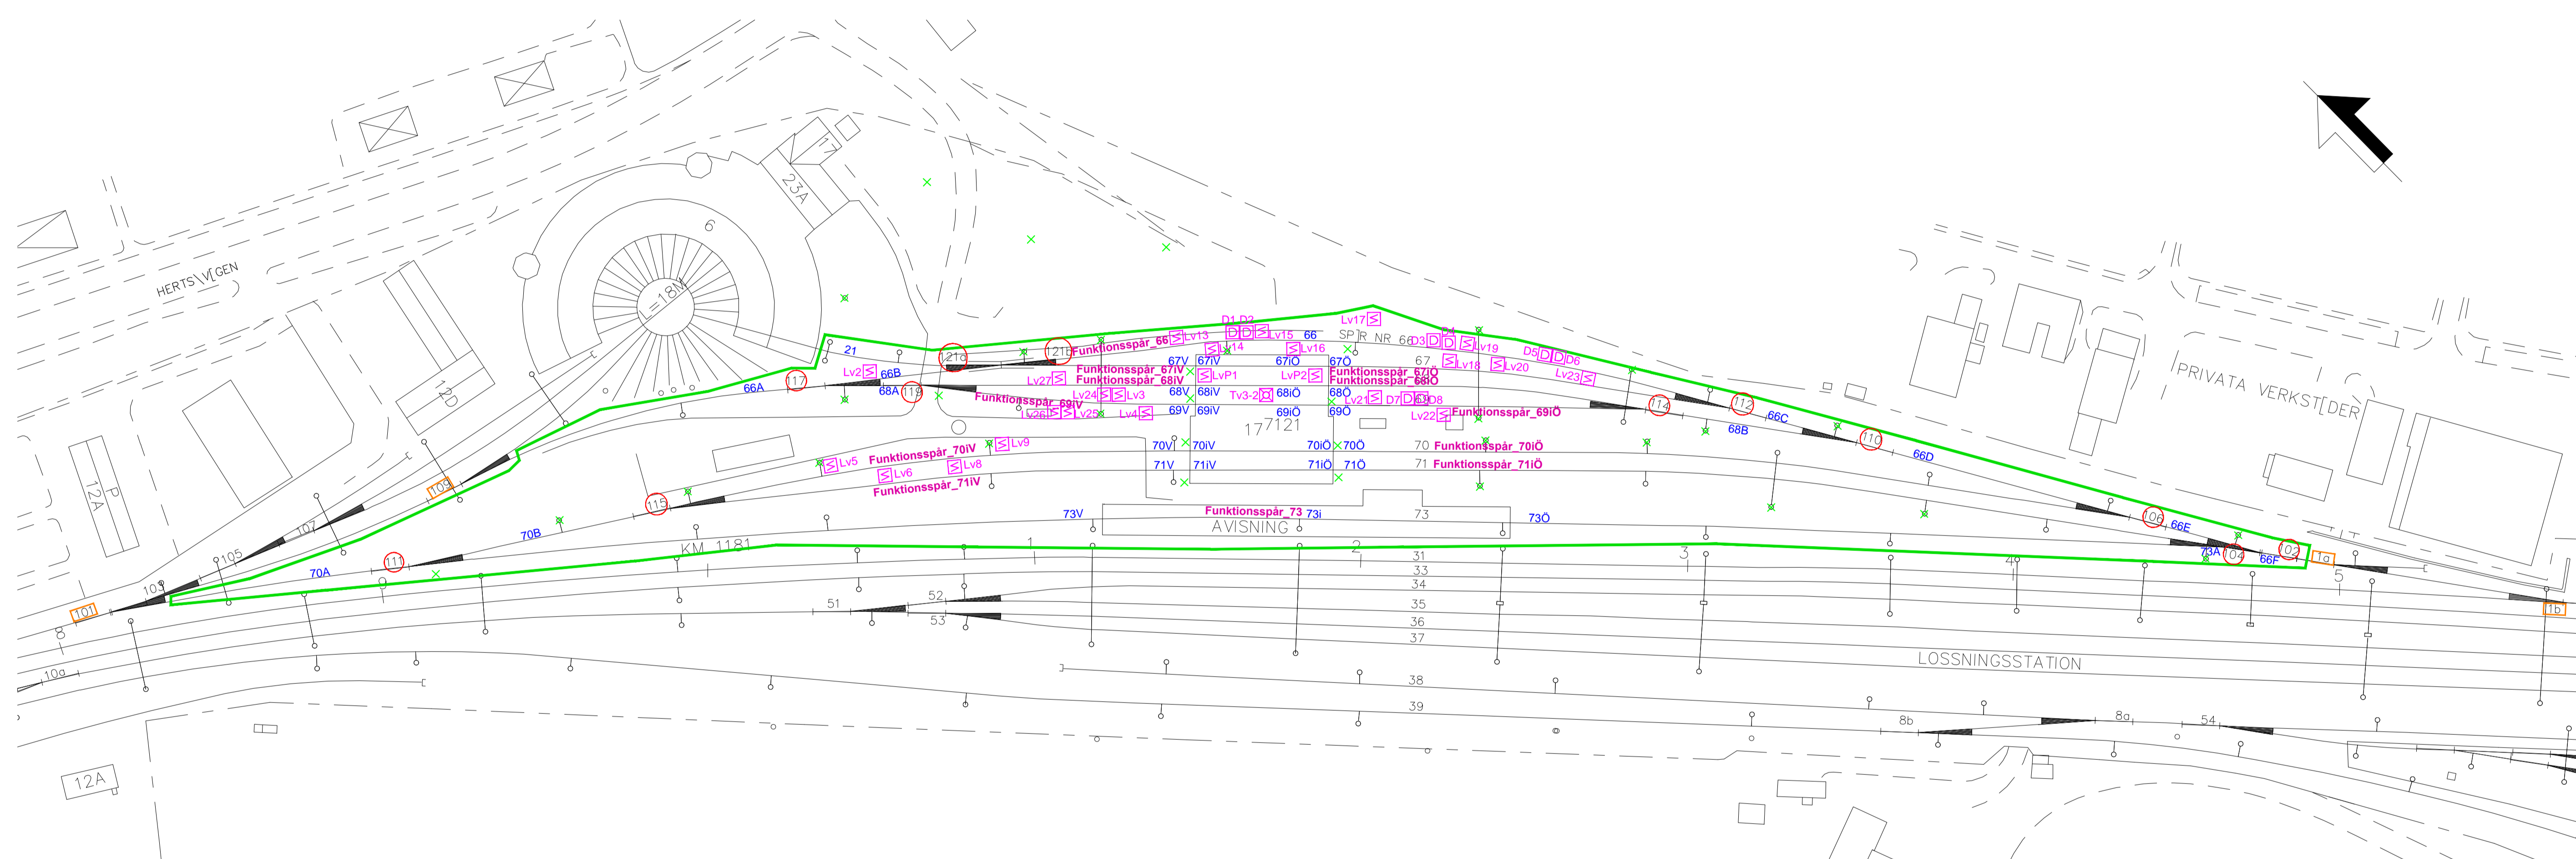 HERTS\V[GEN
23A
17
6
L=18M
12D
P
12A
12A
PRIVATA VERKST[DER
LOSSNINGSSTATION
KM 1181
AVISNING
SP]R NR 66
177121
101
103
105
107
109
111
115
117
119
121a
121b
114
112
110
106
104
102
1a
1b
21
66A
66B
68A
70A
70B
66
66C
66D
66E
66F
68B
73A
73V
73i
73Ö
73
Funktionsspår_66
Funktionsspår_67iV
Funktionsspår_68iV
Funktionsspår_69iV
Funktionsspår_70iV
Funktionsspår_71iV
Funktionsspår_67iÖ
Funktionsspår_68iÖ
Funktionsspår_69iÖ
Funktionsspår_70iÖ
Funktionsspår_71iÖ
Funktionsspår_73
67V 67iV 67iÖ 67Ö 67
68V 68iV 68iÖ 68Ö
69V 69iV 69iÖ 69Ö
70V 70iV 70iÖ 70Ö 70
71V 71iV 71iÖ 71Ö 71
Lv2
Lv27
Lv24
Lv3
Lv26
Lv25
Lv4
Lv5
Lv6
Lv8
Lv9
Lv13
Lv14
D1 D2
D D
Lv15
Lv16
Lv17
LvP1
LvP2
Tv3-2
D3
D4
Lv19
Lv18
Lv20
D5
D6
Lv23
Lv21
D7
D8
Lv22
0
1
2
3
4
5
31
33
34
35
36
37
38
39
51
52
53
54
8a
8b
10a